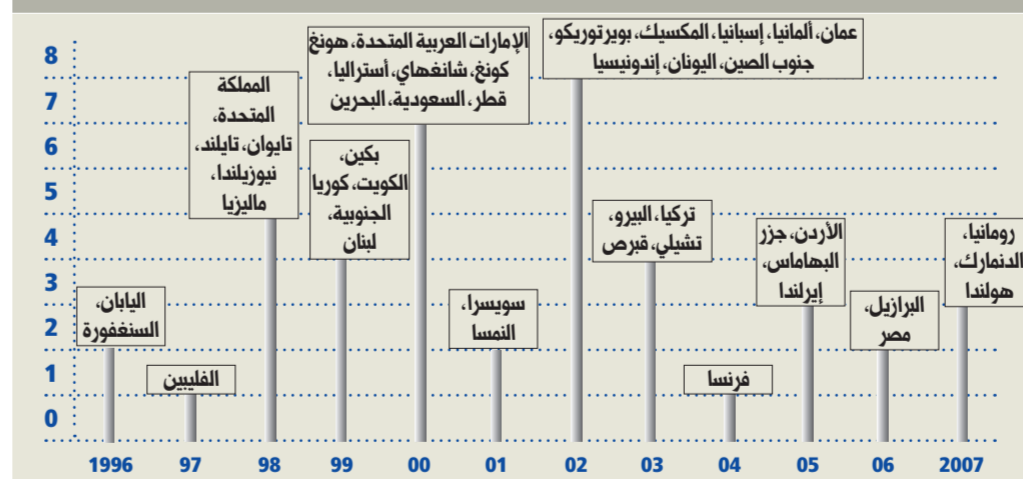 8
7
6
5
4
3
2
1
0
اليابان،
السنغفورة
الفليبين
المملكة
المتحدة،
تايوان، تايلند،
نيوزيلندا،
ماليزيا
بكين،
الكويت، كوريا
الجنوبية،
لبنان
الإمارات العربية المتحدة، هونغ
كونغ، شانغهاي، أستراليا،
قطر، السعودية، البحرين
سويسرا،
النمسا
عمان، ألمانيا، إسبانيا، المكسيك، بويرتوريكو،
جنوب الصين، اليونان، إندونيسيا
تركيا، البيرو،
تشيلي، قبرص
فرنسا
الأردن، جزر
البهاماس،
إيرلندا
البرازيل،
مصر
رومانيا،
الدنمارك،
هولندا
1996 97 98 99 00 01 02 03 04 05 06 2007